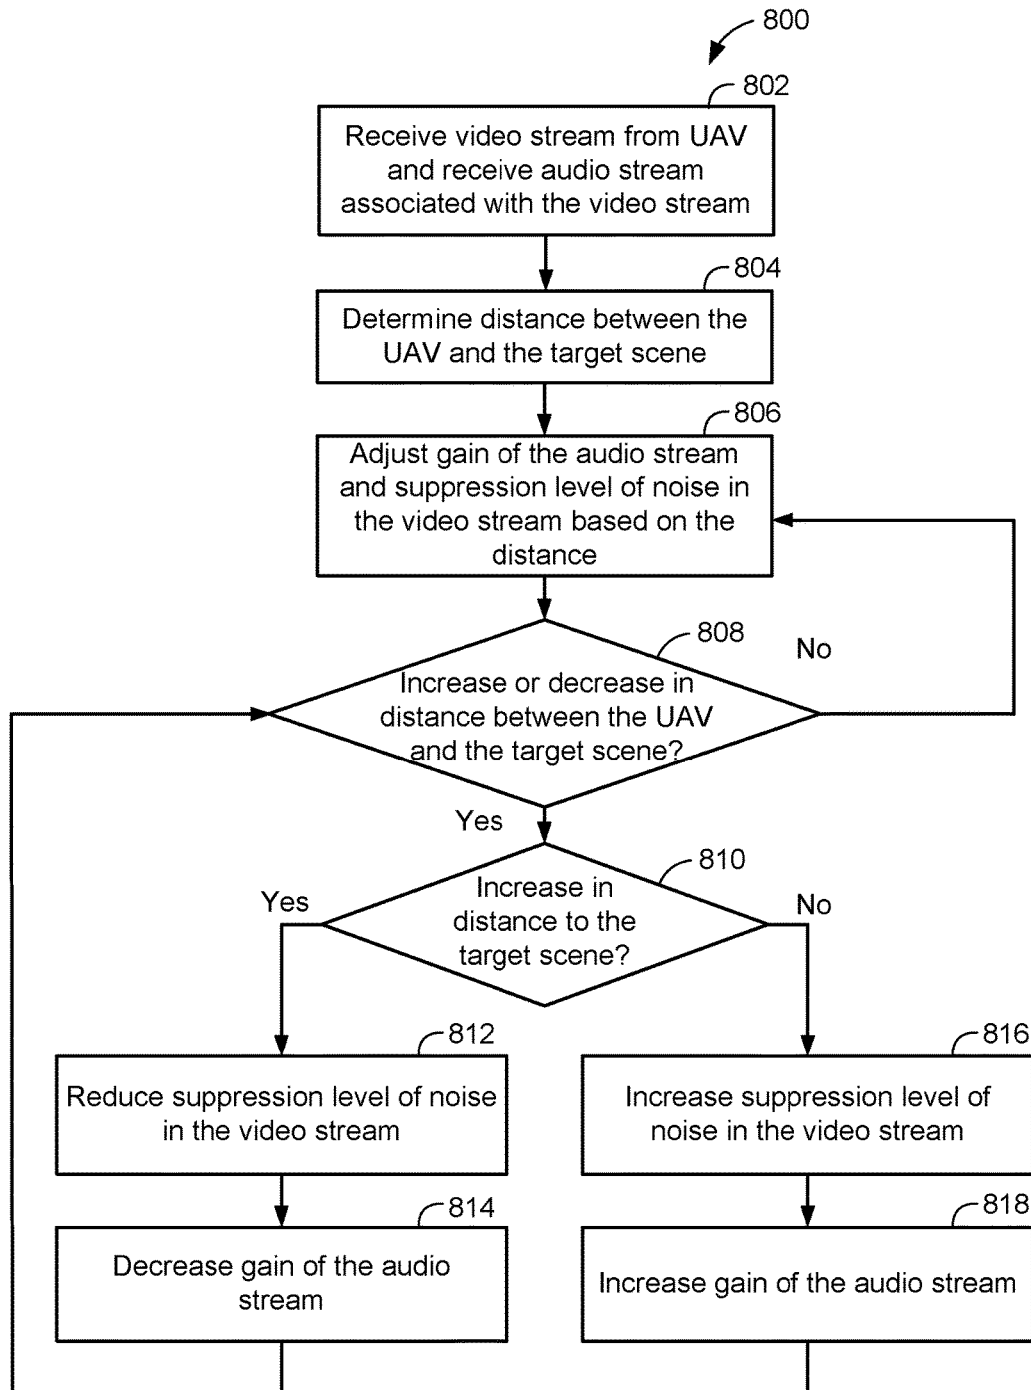 800
802
Receive video stream from UAV
and receive audio stream
associated with the video stream
804
Determine distance between the
UAV and the target scene
806
Adjust gain of the audio stream
and suppression level of noise in
the video stream based on the
distance
808
No
Increase or decrease in
distance between the UAV
and the target scene?
Yes
810
Yes
Increase in
distance to the
target scene?
No
812
Reduce suppression level of noise
in the video stream
816
Increase suppression level of
noise in the video stream
814
Decrease gain of the audio
stream
818
Increase gain of the audio stream